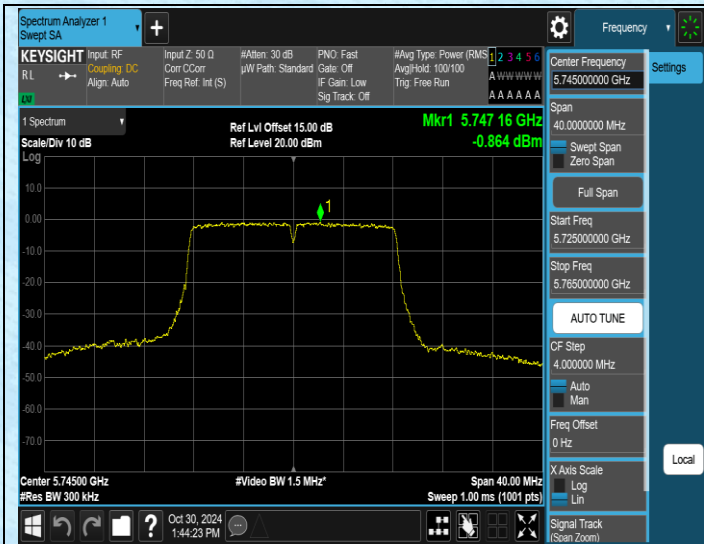 Spectrum Analyzer 1
Swept SA
Frequency
KEYSIGHT
RL
LXI
Input: RF
Coupling: DC
Align: Auto
Input Z: 50 Ω
Corr CCorr
Freq Ref: Int (S)
#Atten: 30 dB
µW Path: Standard
PNO: Fast
Gate: Off
IF Gain: Low
Sig Track: Off
#Avg Type: Power (RMS
Avg|Hold: 100/100
Trig: Free Run
1 2 3 4 5 6
A W W W W W
A A A A A A
1 Spectrum
Scale/Div 10 dB
Ref Lvl Offset 15.00 dB
Ref Level 20.00 dBm
Mkr1 5.747 16 GHz
-0.864 dBm
Log
10.0
0.00
-10.0
-20.0
-30.0
-40.0
-50.0
-60.0
-70.0
1
Center 5.74500 GHz
#Res BW 300 kHz
#Video BW 1.5 MHz*
Span 40.00 MHz
Sweep 1.00 ms (1001 pts)
Oct 30, 2024
1:44:23 PM
Center Frequency
5.745000000 GHz
Settings
Span
40.0000000 MHz
Swept Span
Zero Span
Full Span
Start Freq
5.725000000 GHz
Stop Freq
5.765000000 GHz
AUTO TUNE
CF Step
4.000000 MHz
Auto
Man
Freq Offset
0 Hz
X Axis Scale
Log
Lin
Local
Signal Track
(Span Zoom)